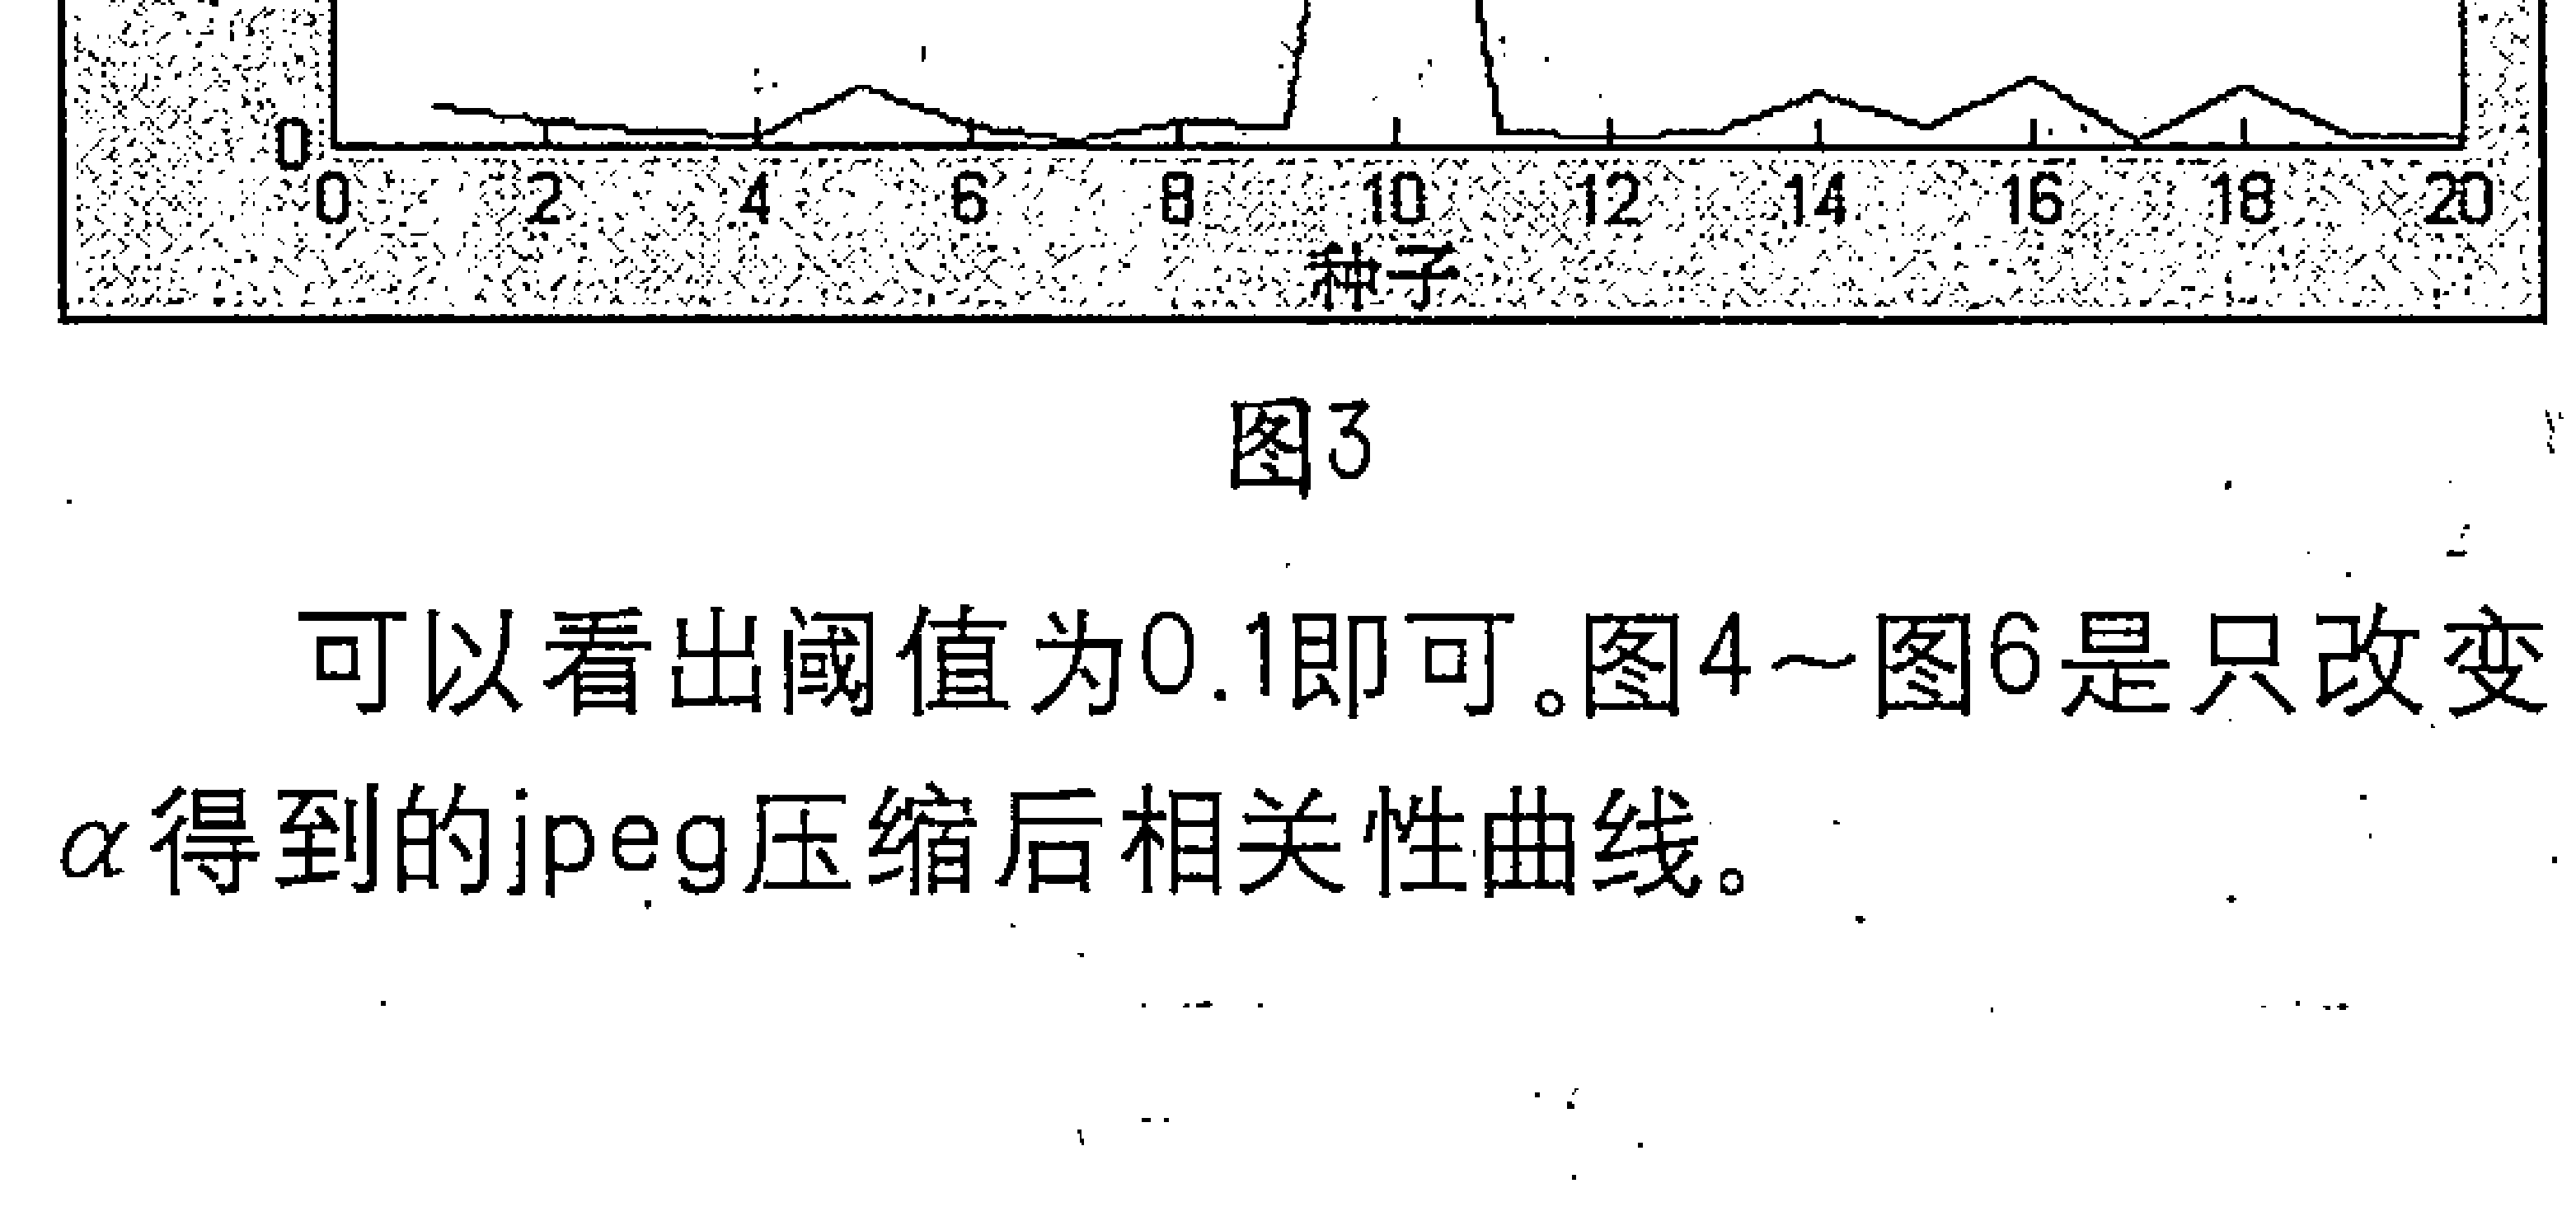 0
0 2 4 6 8 10 12 14 16 18 20
种子
图3
可以看出阈值为0.1即可。图4～图6是只改变
α得到的jpeg压缩后相关性曲线。